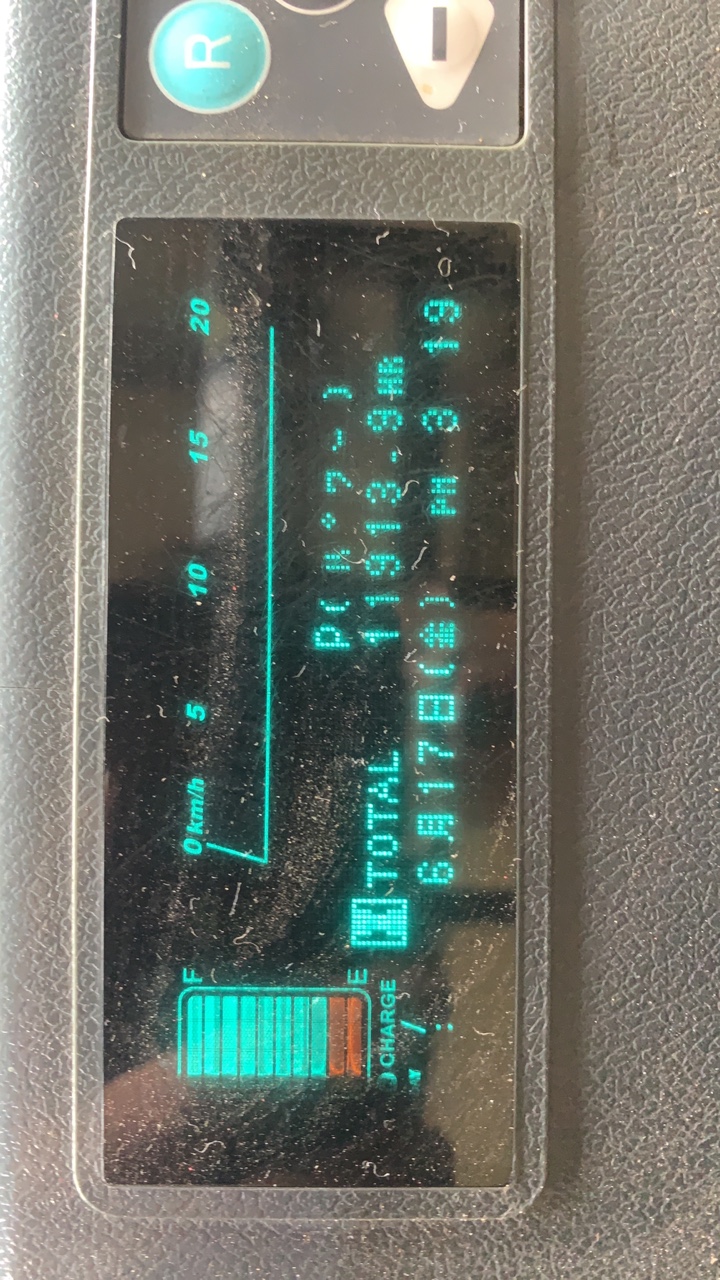 R
0km/h 5 10 15 20
F
P(ﾊﾟﾜｰ)
E
TOTAL 11913.9
CHARGE
6月17日(金) PM 3 19